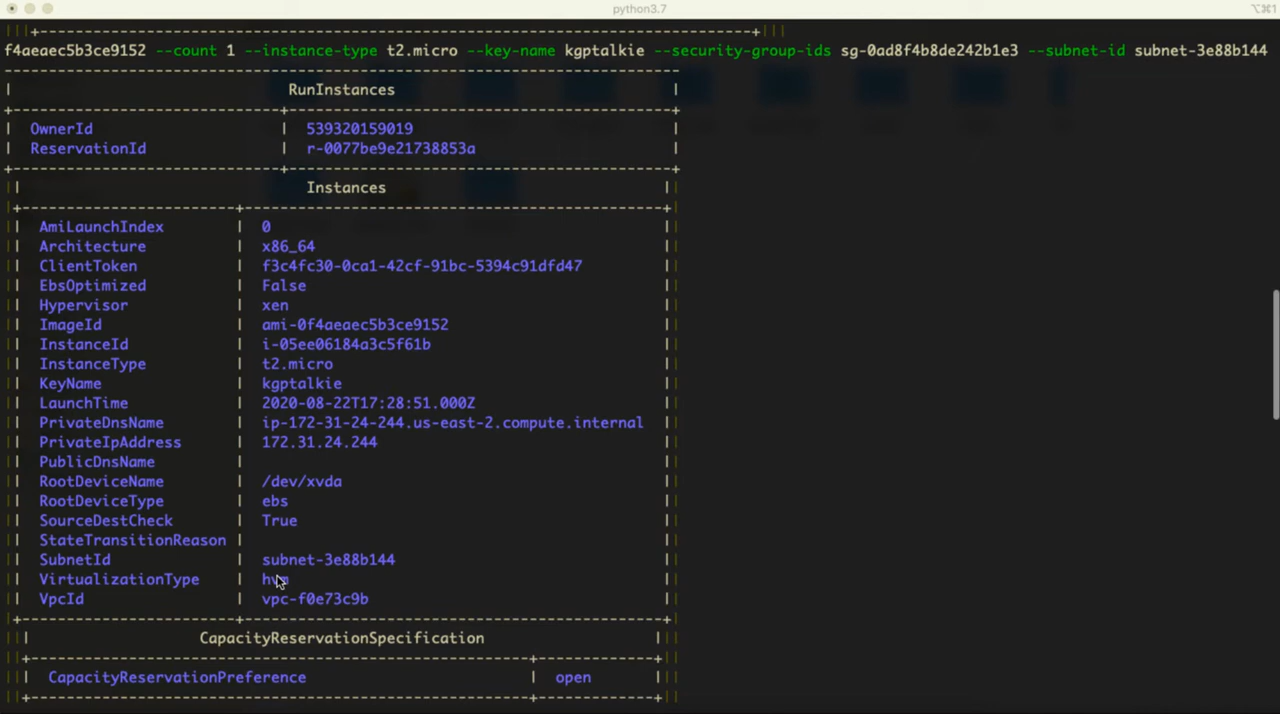 python3.7
⌥⌘1
f4aeaec5b3ce9152 --count 1 --instance-type t2.micro --key-name kgptalkie --security-group-ids sg-0ad8f4b8de242b1e3 --subnet-id subnet-3e88b144
RunInstances
OwnerId | 539320159019
ReservationId | r-0077be9e21738853a
Instances
AmiLaunchIndex | 0
Architecture | x86_64
ClientToken | f3c4fc30-0ca1-42cf-91bc-5394c91dfd47
EbsOptimized | False
Hypervisor | xen
ImageId | ami-0f4aeaec5b3ce9152
InstanceId | i-05ee06184a3c5f61b
InstanceType | t2.micro
KeyName | kgptalkie
LaunchTime | 2020-08-22T17:28:51.000Z
PrivateDnsName | ip-172-31-24-244.us-east-2.compute.internal
PrivateIpAddress | 172.31.24.244
PublicDnsName |
RootDeviceName | /dev/xvda
RootDeviceType | ebs
SourceDestCheck | True
StateTransitionReason |
SubnetId | subnet-3e88b144
VirtualizationType | hvm
VpcId | vpc-f0e73c9b
CapacityReservationSpecification
CapacityReservationPreference | open